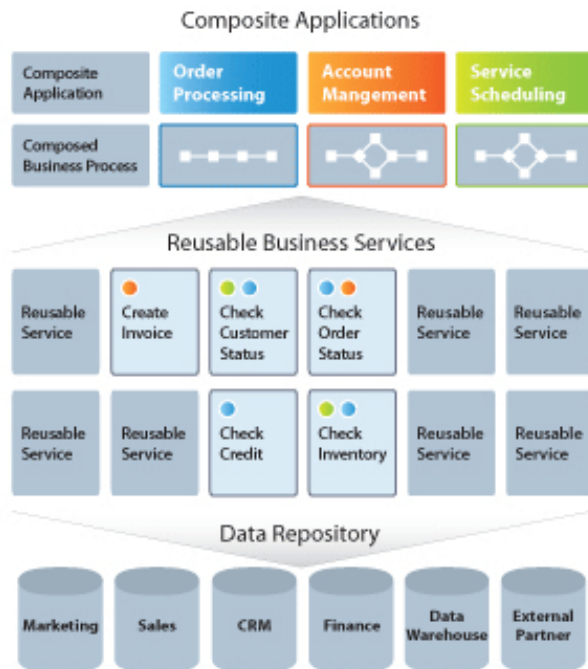 Composite Applications
Composite
Application
Order
Processing
Account
Mangement
Service
Scheduling
Composed
Business Process
Reusable Business Services
Reusable
Service
Create
Invoice
Check
Customer
Status
Check
Order
Status
Reusable
Service
Reusable
Service
Reusable
Service
Reusable
Service
Check
Credit
Check
Inventory
Reusable
Service
Reusable
Service
Data Repository
Marketing
Sales
CRM
Finance
Data
Warehouse
External
Partner